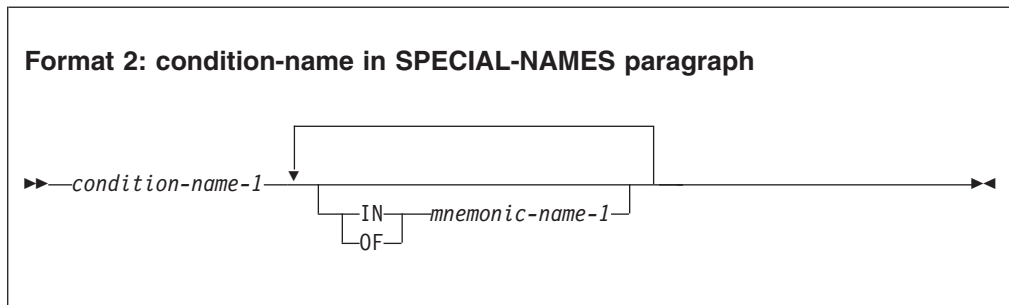 Format 2: condition-name in SPECIAL-NAMES paragraph
condition-name-1
IN mnemonic-name-1
OF